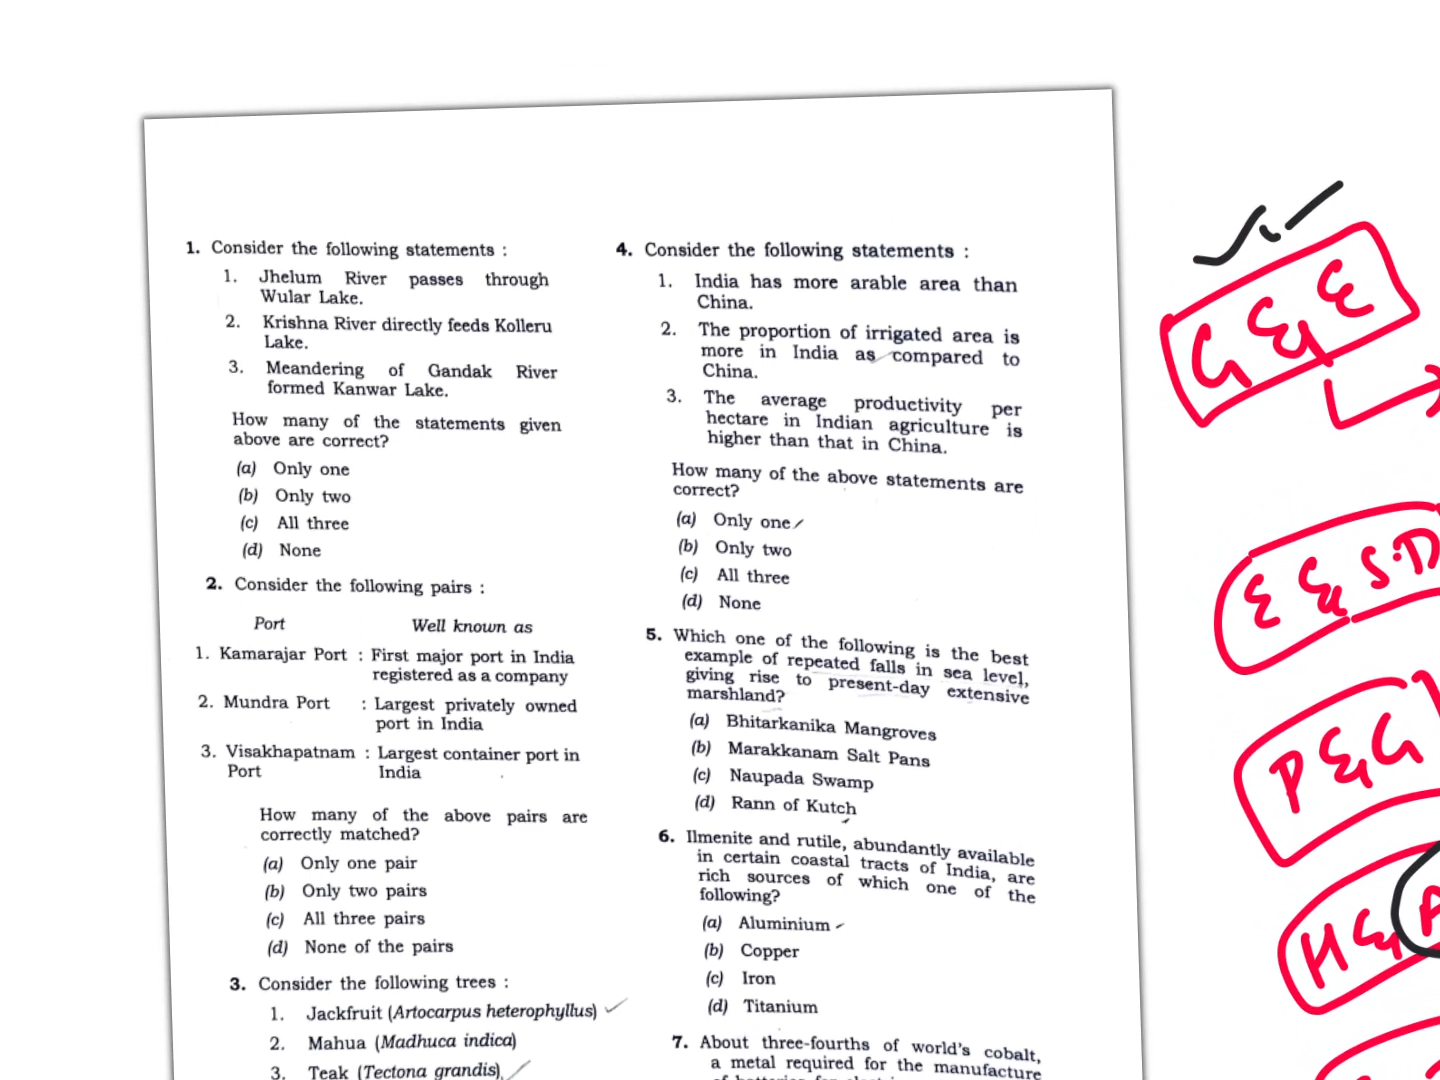 1. Consider the following statements :
1. Jhelum River passes through
Wular Lake.
2. Krishna River directly feeds Kolleru
Lake.
3. Meandering of Gandak River
formed Kanwar Lake.
How many of the statements given
above are correct?
(a) Only one
(b) Only two
(c) All three
(d) None
2. Consider the following pairs :
Port Well known as
1. Kamarajar Port : First major port in India
registered as a company
2. Mundra Port : Largest privately owned
port in India
3. Visakhapatnam : Largest container port in
Port India
How many of the above pairs are
correctly matched?
(a) Only one pair
(b) Only two pairs
(c) All three pairs
(d) None of the pairs
3. Consider the following trees :
1. Jackfruit (Artocarpus heterophyllus)
2. Mahua (Madhuca indica)
3. Teak (Tectona grandis)
4. Consider the following statements :
1. India has more arable area than
China.
2. The proportion of irrigated area is
more in India as compared to
China.
3. The average productivity per
hectare in Indian agriculture is
higher than that in China.
How many of the above statements are
correct?
(a) Only one
(b) Only two
(c) All three
(d) None
5. Which one of the following is the best
example of repeated falls in sea level,
giving rise to present-day extensive
marshland?
(a) Bhitarkanika Mangroves
(b) Marakkanam Salt Pans
(c) Naupada Swamp
(d) Rann of Kutch
6. Ilmenite and rutile, abundantly available
in certain coastal tracts of India, are
rich sources of which one of the
following?
(a) Aluminium
(b) Copper
(c) Iron
(d) Titanium
7. About three-fourths of world's cobalt,
a metal required for the manufacture
G & E
E & S.D
P & G
H &